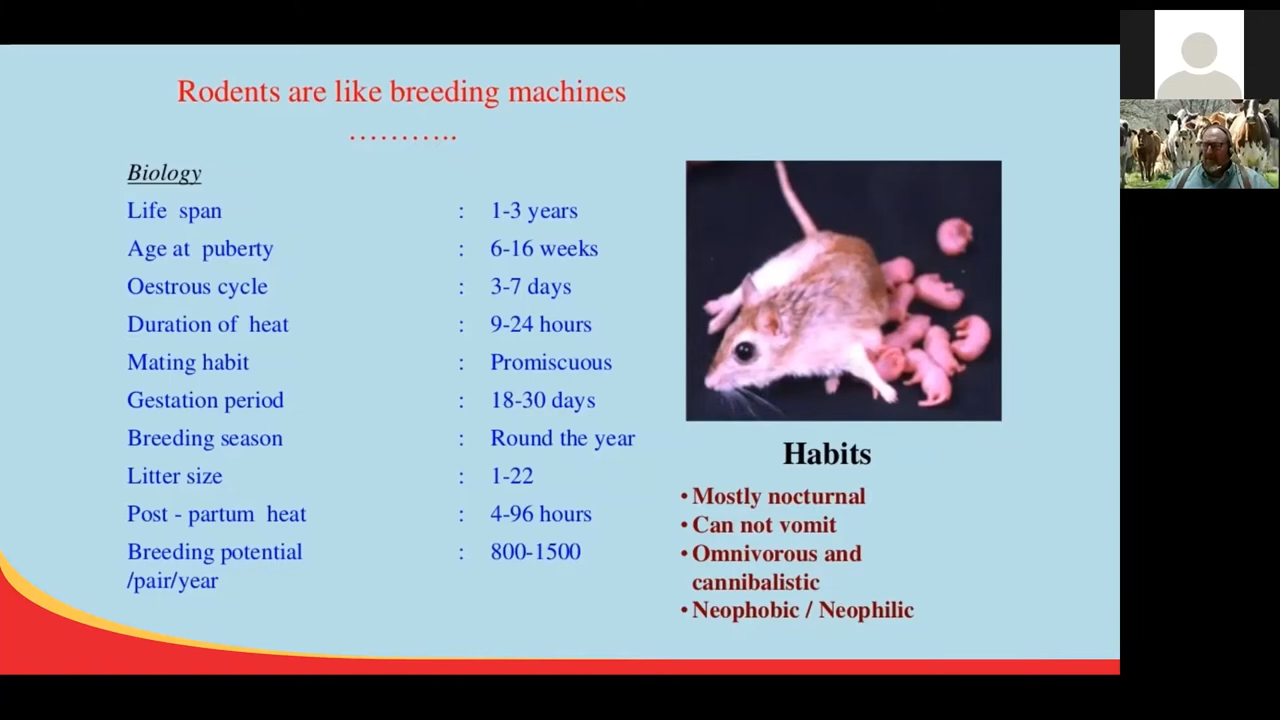 Rodents are like breeding machines
………..
Biology
Life span : 1-3 years
Age at puberty : 6-16 weeks
Oestrous cycle : 3-7 days
Duration of heat : 9-24 hours
Mating habit : Promiscuous
Gestation period : 18-30 days
Breeding season : Round the year
Litter size : 1-22
Post - partum heat : 4-96 hours
Breeding potential : 800-1500
/pair/year
Habits
•Mostly nocturnal
•Can not vomit
•Omnivorous and
cannibalistic
•Neophobic / Neophilic